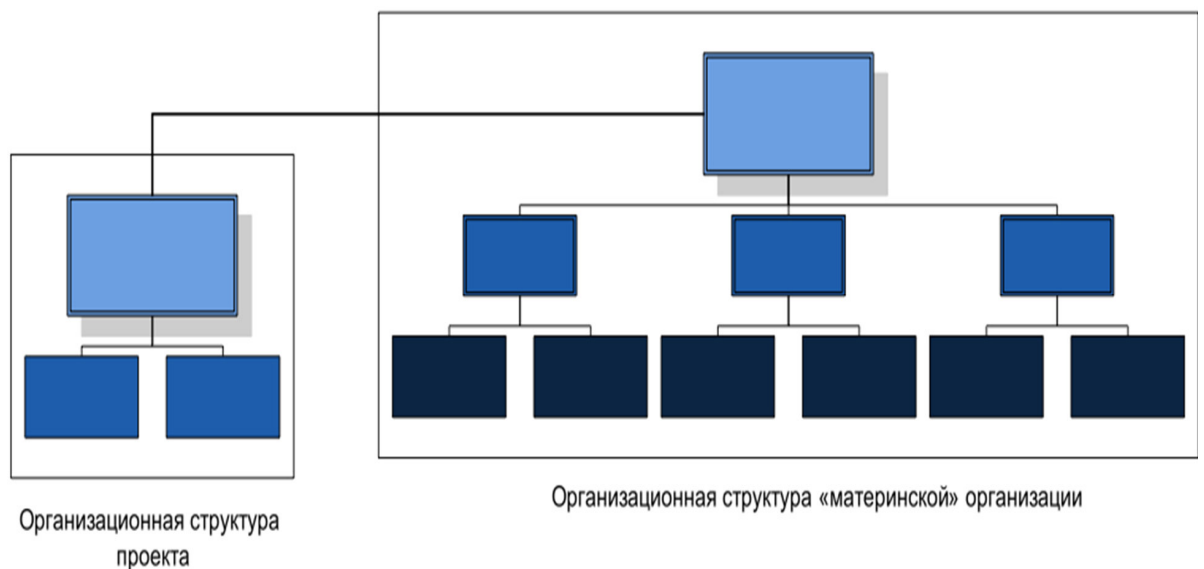 Организационная структура «материнской» организации
Организационная структура
проекта